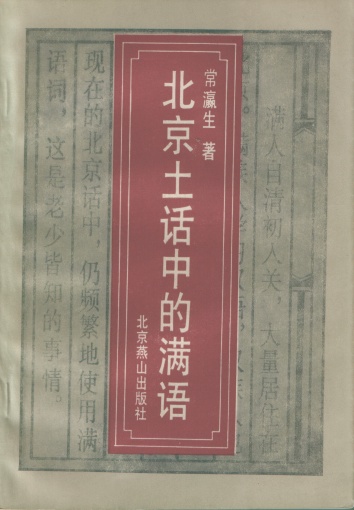 常瀛生 著
北京土话中的满语
北京燕山出版社
满人自清初入关，大量居住在
现在的北京话中，仍频繁地使用满
语词，这是老少皆知的事情。